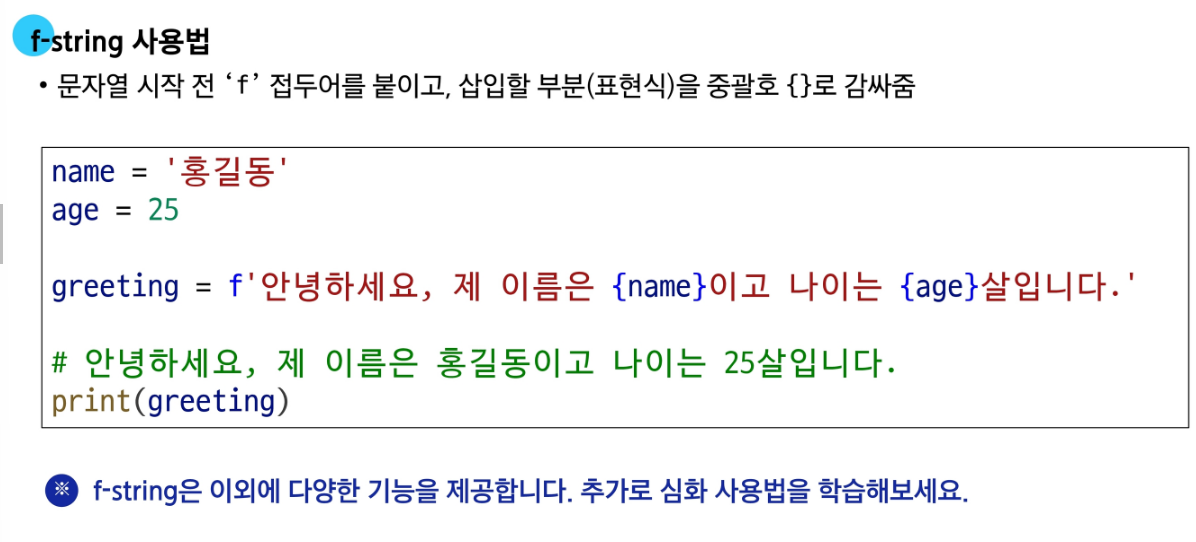 f-string 사용법
• 문자열 시작 전 ‘f’ 접두어를 붙이고, 삽입할 부분(표현식)을 중괄호 {}로 감싸줌
name = '홍길동'
age = 25
greeting = f'안녕하세요, 제 이름은 {name}이고 나이는 {age}살입니다.'
# 안녕하세요, 제 이름은 홍길동이고 나이는 25살입니다.
print(greeting)
※ f-string은 이외에 다양한 기능을 제공합니다. 추가로 심화 사용법을 학습해보세요.